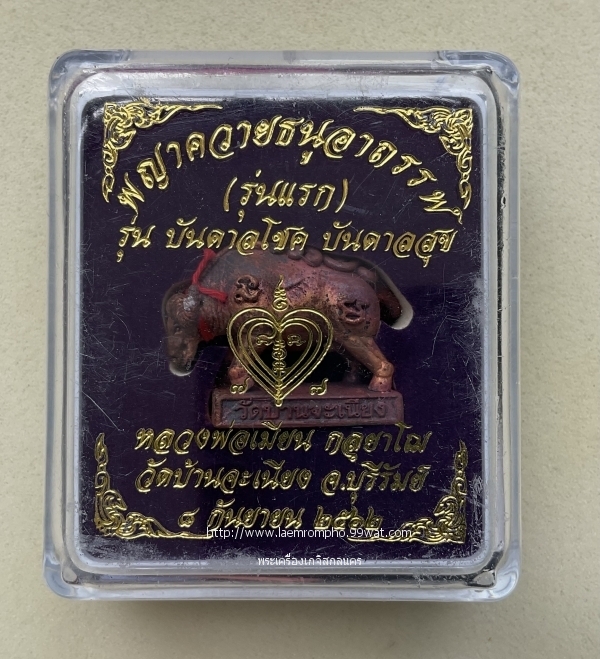 พญาควายธนูอาถรรพ์
(รุ่นแรก)
รุ่น บันดาลโชค บันดาลสุข
๗ ๗
วัดบ้านจะเนียง
หลวงพ่อเมียน กลฺยาโณ
วัดบ้านจะเนียง จ.บุรีรัมย์
๘ กันยายน ๒๕๖๒
http://www.laemrompho.99wat.com
พระเครื่องเกจิสกลนคร